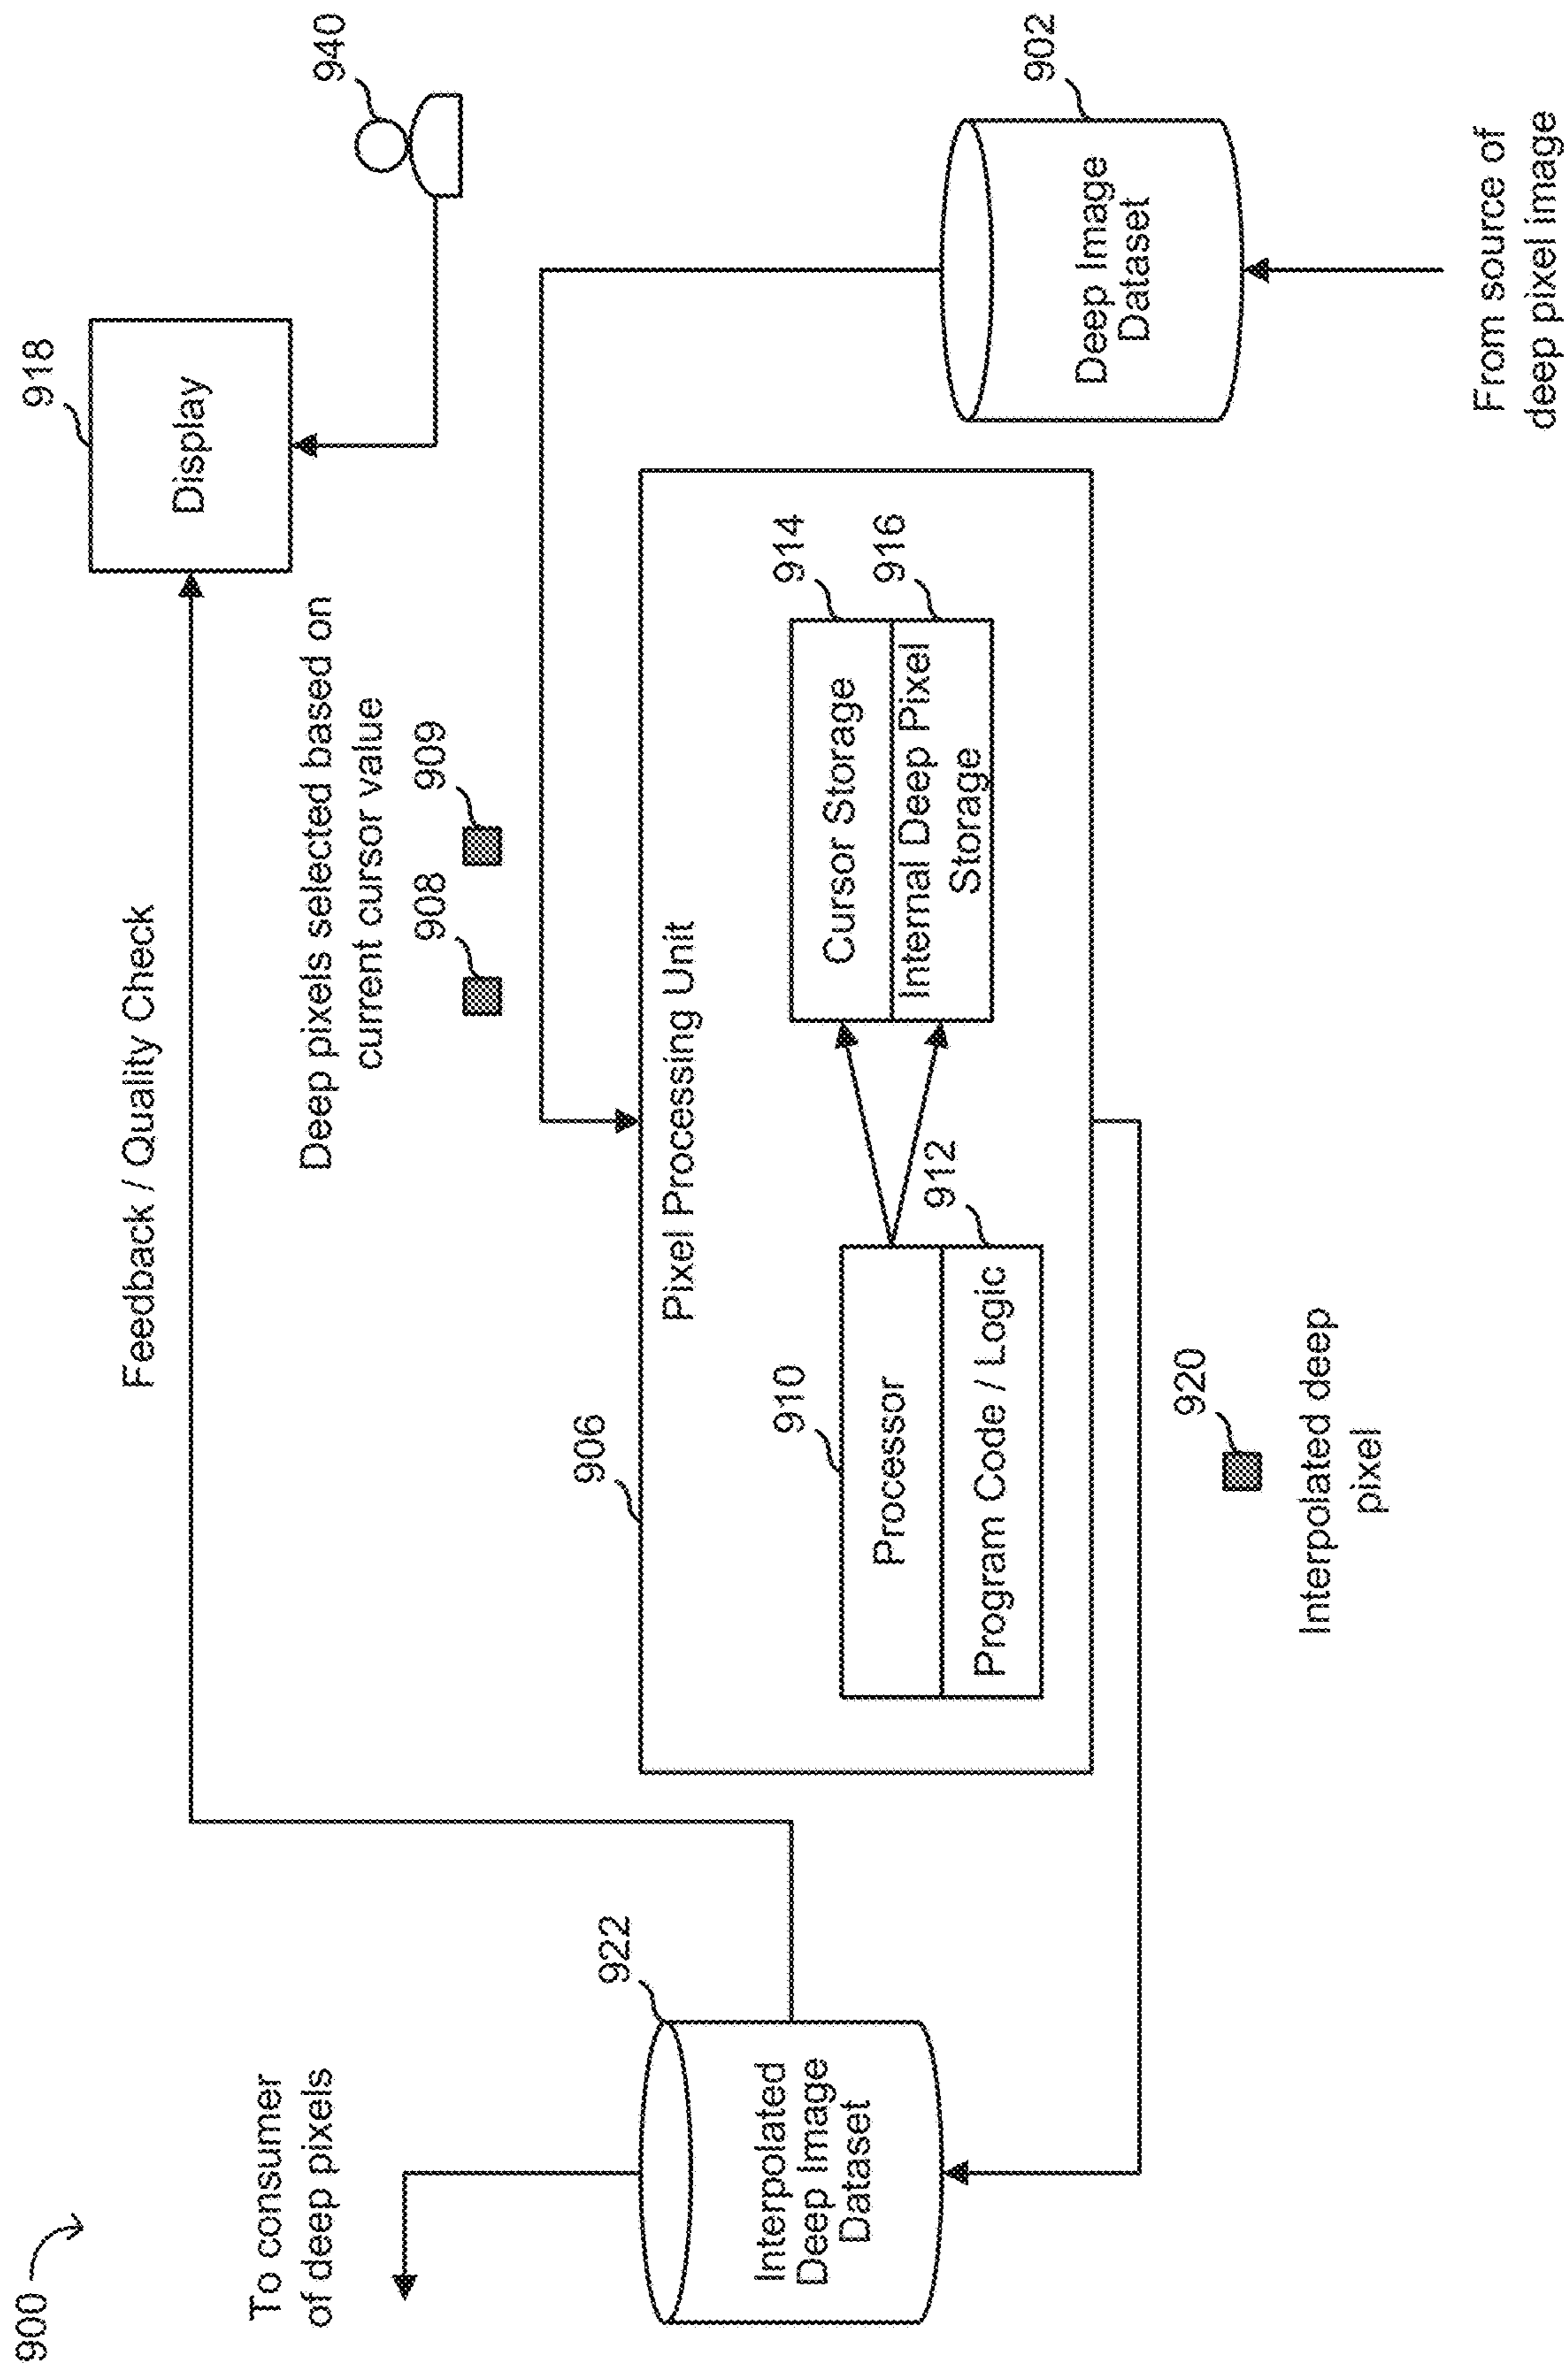 900
To consumer
of deep pixels
Feedback / Quality Check
918
Display
940
Deep pixels selected based on
current cursor value
908
909
922
Interpolated
Deep Image
Dataset
906
Pixel Processing Unit
910
Processor
912
Program Code / Logic
914
Cursor Storage
916
Internal Deep Pixel
Storage
902
Deep Image
Dataset
920
Interpolated deep
pixel
From source of
deep pixel image